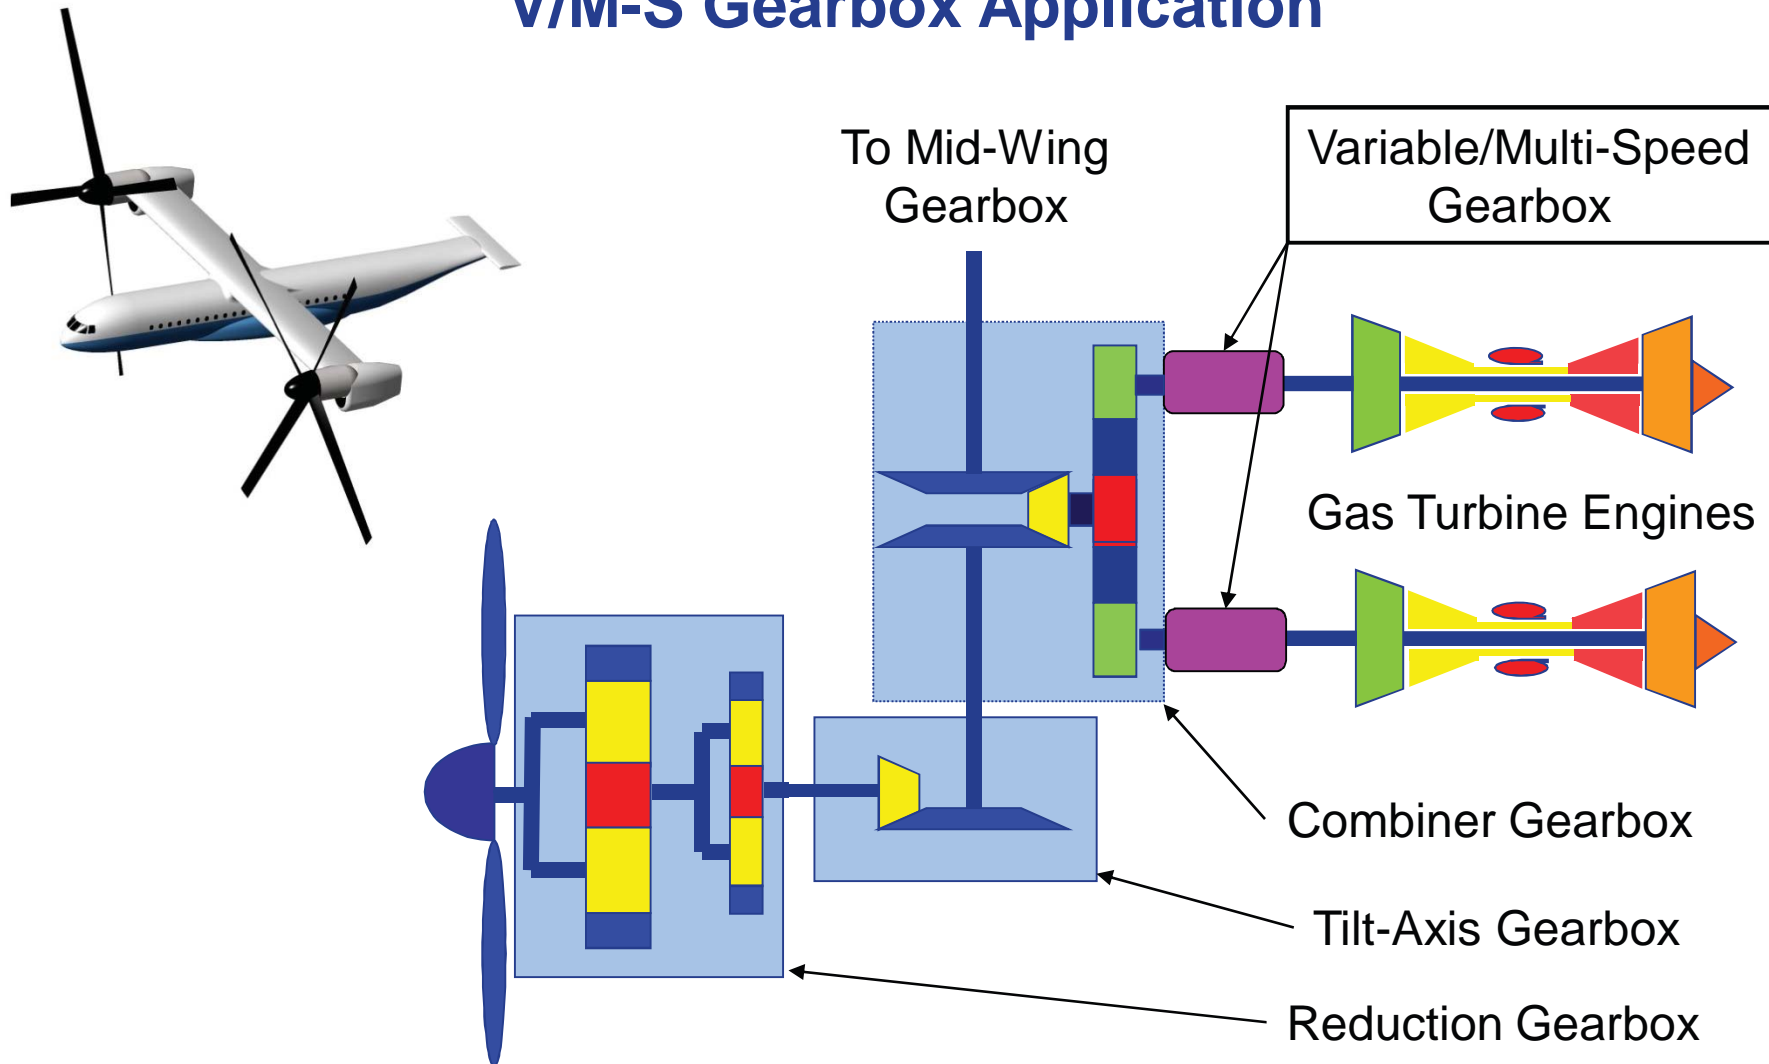 V/M-S Gearbox Application
To Mid-Wing
Gearbox
Variable/Multi-Speed
Gearbox
Gas Turbine Engines
Combiner Gearbox
Tilt-Axis Gearbox
Reduction Gearbox